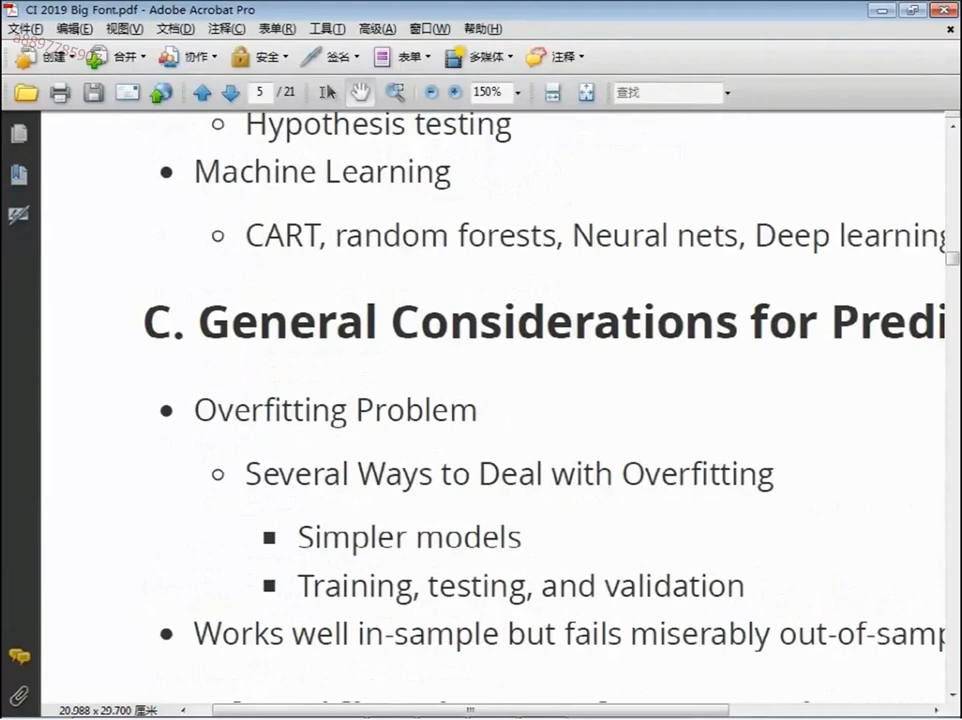 CI 2019 Big Font.pdf - Adobe Acrobat Pro
文件(F) 编辑(E) 视图(V) 文档(D) 注释(C) 表单(R) 工具(T) 高级(A) 窗口(W) 帮助(H)
创建 合并 协作 安全 签名 表单 多媒体 注释
5 / 21 150% 查找
Hypothesis testing
Machine Learning
CART, random forests, Neural nets, Deep learning
C. General Considerations for Predi
Overfitting Problem
Several Ways to Deal with Overfitting
Simpler models
Training, testing, and validation
Works well in-sample but fails miserably out-of-samp
20.988 x 29.700 厘米